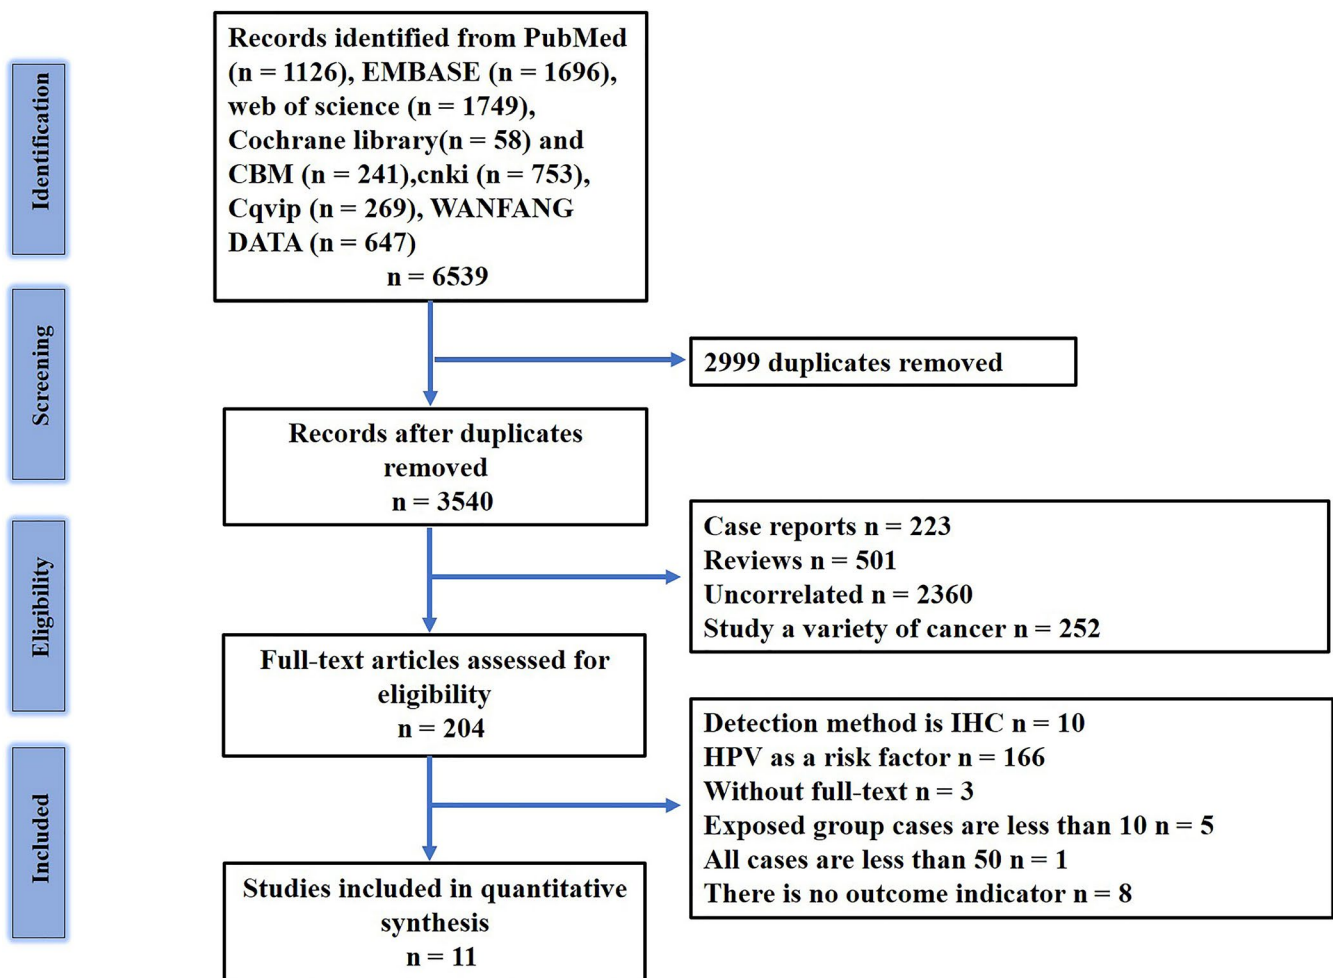 Identification
Records identified from PubMed
(n = 1126), EMBASE (n = 1696),
web of science (n = 1749),
Cochrane library(n = 58) and
CBM (n = 241),cnki (n = 753),
Cqvip (n = 269), WANFANG
DATA (n = 647)
n = 6539
Screening
2999 duplicates removed
Records after duplicates
removed
n = 3540
Eligibility
Case reports n = 223
Reviews n = 501
Uncorrelated n = 2360
Study a variety of cancer n = 252
Full-text articles assessed for
eligibility
n = 204
Included
Detection method is IHC n = 10
HPV as a risk factor n = 166
Without full-text n = 3
Exposed group cases are less than 10 n = 5
All cases are less than 50 n = 1
There is no outcome indicator n = 8
Studies included in quantitative
synthesis
n = 11